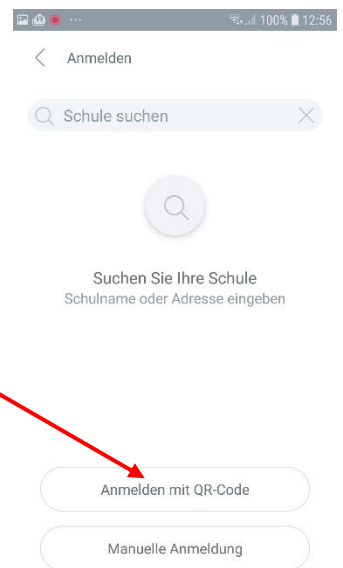 100% 12:56
Anmelden
Schule suchen
Suchen Sie Ihre Schule
Schulname oder Adresse eingeben
Anmelden mit QR-Code
Manuelle Anmeldung